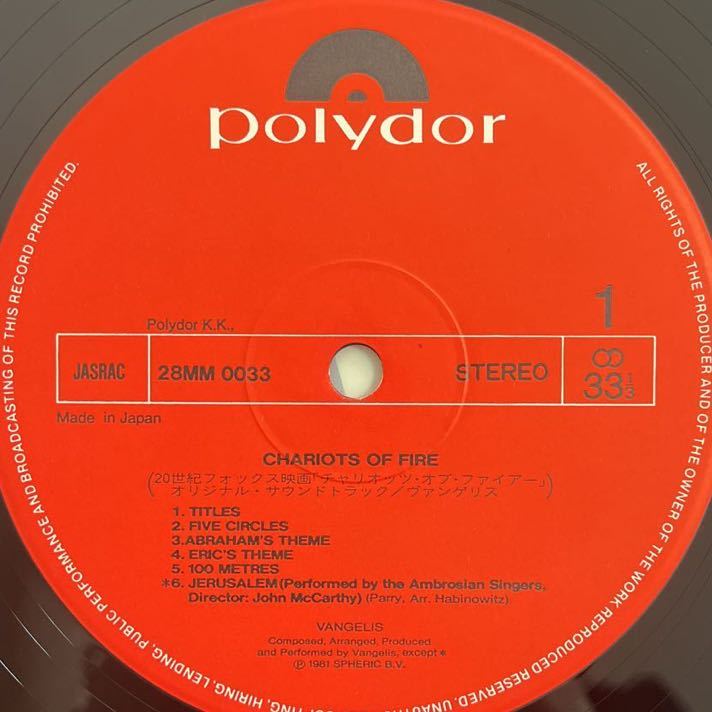 polydor
ALL RIGHTS OF THE PRODUCER AND OF THE OWNER OF THE WORK REPRODUCED RESERVED. UNAUTHO
PTING, HIRING, LENDING, PUBLIC PERFORMANCE AND BROADCASTING OF THIS RECORD PROHIBITED.
1
Polydor K.K.,
JASRAC 28MM 0033 STEREO ∞ 33 1/3
Made in Japan
CHARIOTS OF FIRE
(20世紀フォックス映画「チャリオッツ・オブ・ファイアー」
オリジナル・サウンドトラック/ヴァンゲリス)
1. TITLES
2. FIVE CIRCLES
3.ABRAHAM'S THEME
4. ERIC'S THEME
5. 100 METRES
*6. JERUSALEM(Performed by the Ambrosian Singers,
Director: John McCarthy) (Parry, Arr. Habinowitz)
VANGELIS
Composed, Arranged, Produced
and Performed by Vangelis, except*
Ⓟ 1981 SPHERIC B.V.